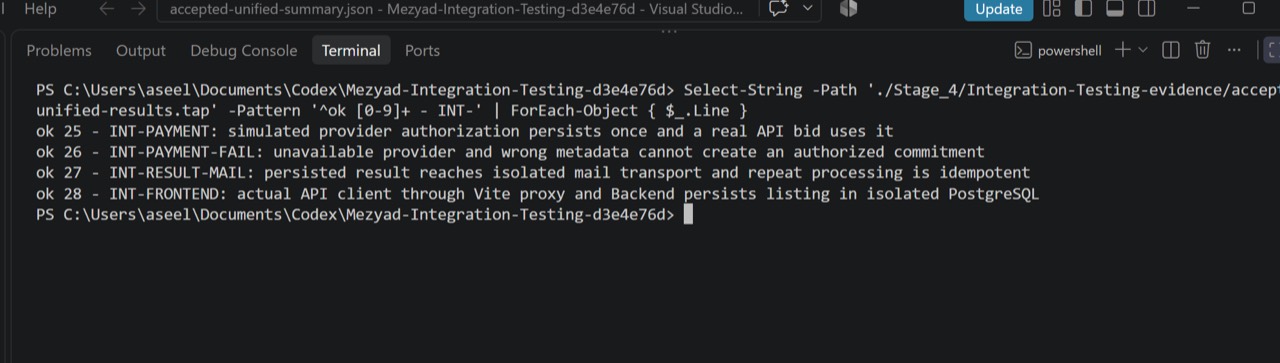 Help
accepted-unified-summary.json - Mezyad-Integration-Testing-d3e4e76d - Visual Studio...
Update
Problems Output Debug Console Terminal Ports
powershell
PS C:\Users\aseel\Documents\Codex\Mezyad-Integration-Testing-d3e4e76d> Select-String -Path './Stage_4/Integration-Testing-evidence/accept
unified-results.tap' -Pattern '^ok [0-9]+ - INT-' | ForEach-Object { $_.Line }
ok 25 - INT-PAYMENT: simulated provider authorization persists once and a real API bid uses it
ok 26 - INT-PAYMENT-FAIL: unavailable provider and wrong metadata cannot create an authorized commitment
ok 27 - INT-RESULT-MAIL: persisted result reaches isolated mail transport and repeat processing is idempotent
ok 28 - INT-FRONTEND: actual API client through Vite proxy and Backend persists listing in isolated PostgreSQL
PS C:\Users\aseel\Documents\Codex\Mezyad-Integration-Testing-d3e4e76d>